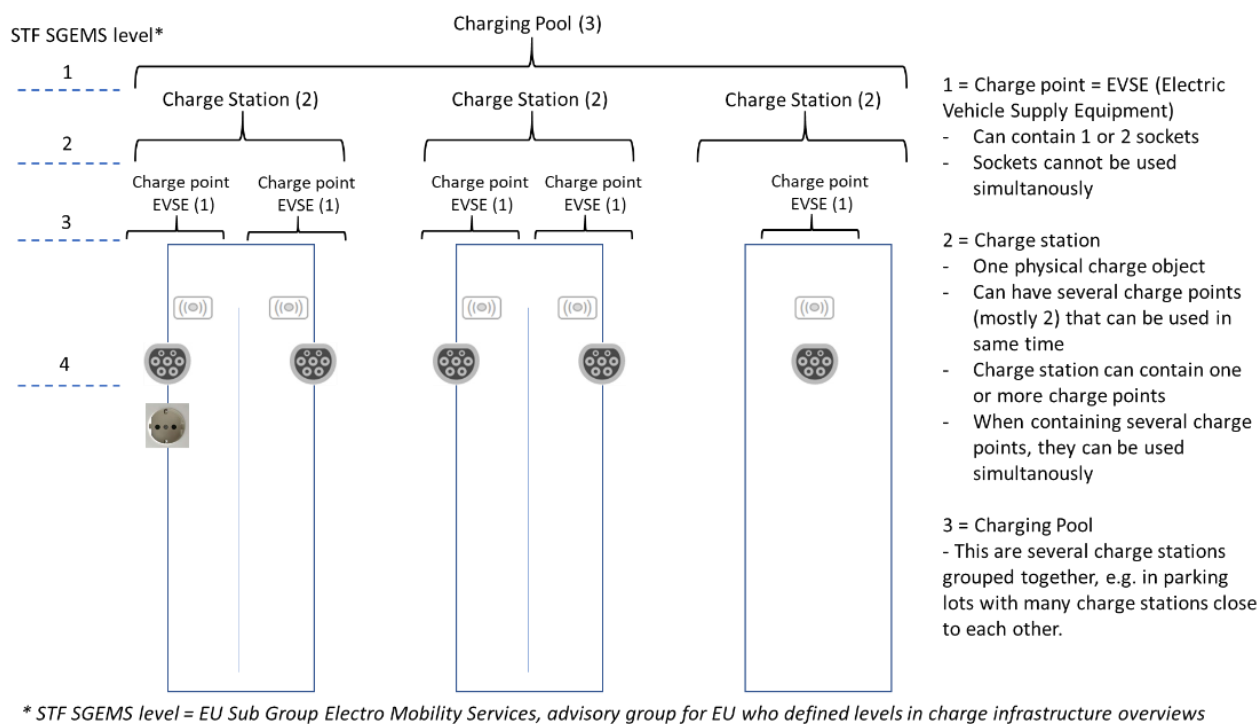 Charging Pool (3)
STF SGEMS level*
1
Charge Station (2)
Charge Station (2)
Charge Station (2)
2
Charge point
EVSE (1)
Charge point
EVSE (1)
Charge point
EVSE (1)
Charge point
EVSE (1)
Charge point
EVSE (1)
3
4
1 = Charge point = EVSE (Electric
Vehicle Supply Equipment)
- Can contain 1 or 2 sockets
- Sockets cannot be used
simultanously
2 = Charge station
- One physical charge object
- Can have several charge points
(mostly 2) that can be used in
same time
- Charge station can contain one
or more charge points
- When containing several charge
points, they can be used
simultanously
3 = Charging Pool
- This are several charge stations
grouped together, e.g. in parking
lots with many charge stations close
to each other.
* STF SGEMS level = EU Sub Group Electro Mobility Services, advisory group for EU who defined levels in charge infrastructure overviews